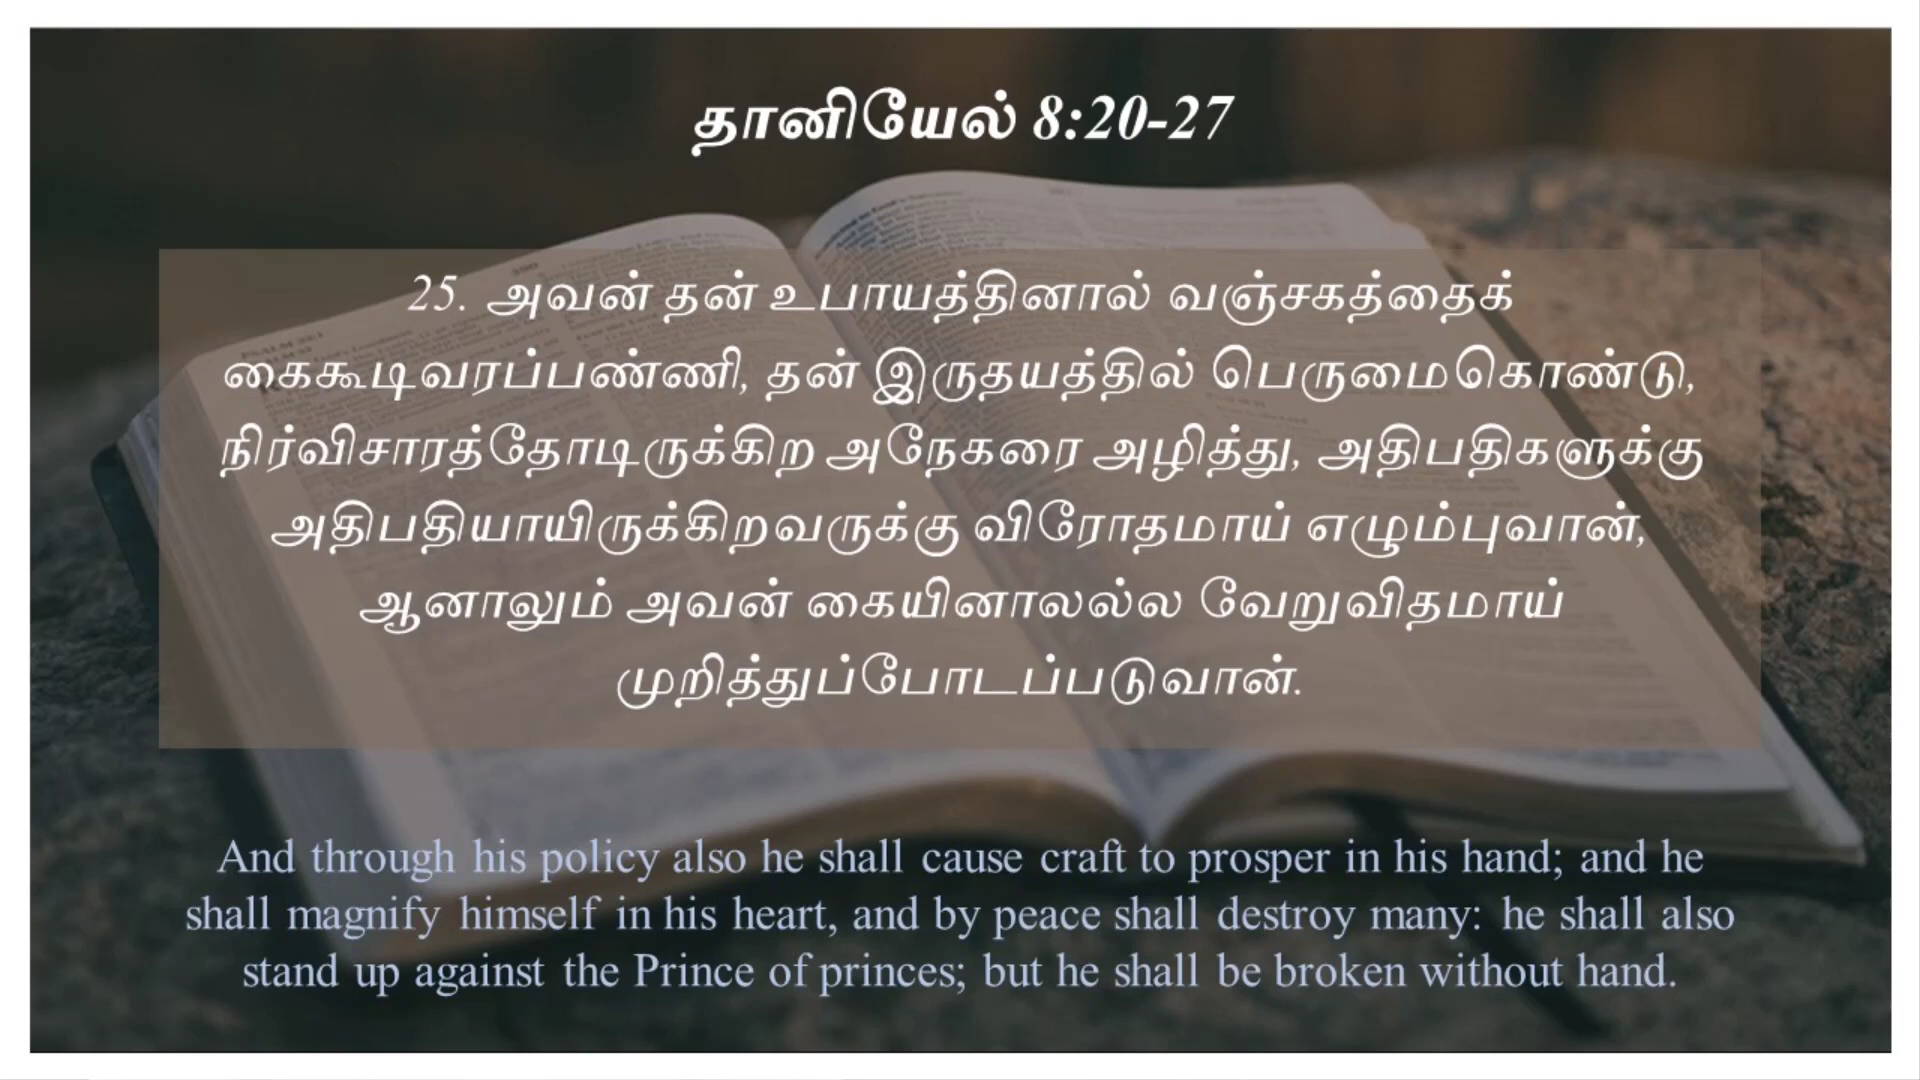 தானியேல் 8:20-27
25. அவன் தன் உபாயத்தினால் வஞ்சகத்தைக்
கைகூடிவரப்பண்ணி, தன் இருதயத்தில் பெருமைகொண்டு,
நிர்விசாரத்தோடிருக்கிற அநேகரை அழித்து, அதிபதிகளுக்கு
அதிபதியாயிருக்கிறவருக்கு விரோதமாய் எழும்புவான்,
ஆனாலும் அவன் கையினாலல்ல வேறுவிதமாய்
முறித்துப்போடப்படுவான்.
And through his policy also he shall cause craft to prosper in his hand; and he
shall magnify himself in his heart, and by peace shall destroy many: he shall also
stand up against the Prince of princes; but he shall be broken without hand.